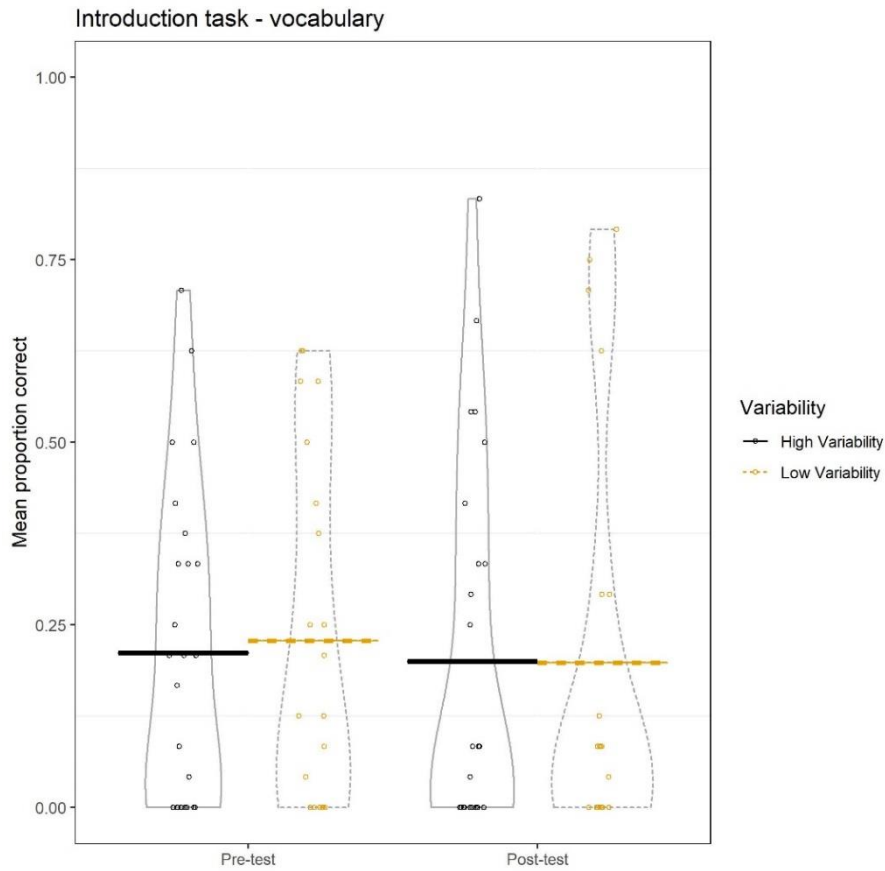 Introduction task - vocabulary
Mean proportion correct
1.00
0.75
0.50
0.25
0.00
Pre-test
Post-test
Variability
High Variability
Low Variability